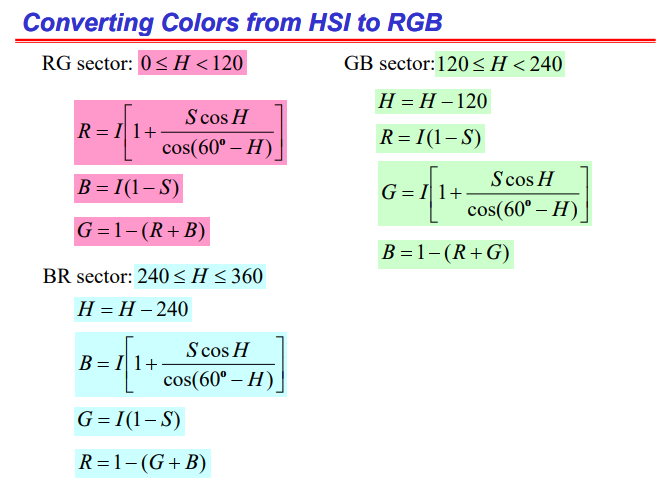 Converting Colors from HSI to RGB
RG sector: 0 ≤ H < 120
R = I[1 + S cos H / cos(60° − H)]
B = I(1 − S)
G = 1 − (R + B)
GB sector: 120 ≤ H < 240
H = H − 120
R = I(1 − S)
G = I[1 + S cos H / cos(60° − H)]
B = 1 − (R + G)
BR sector: 240 ≤ H ≤ 360
H = H − 240
B = I[1 + S cos H / cos(60° − H)]
G = I(1 − S)
R = 1 − (G + B)